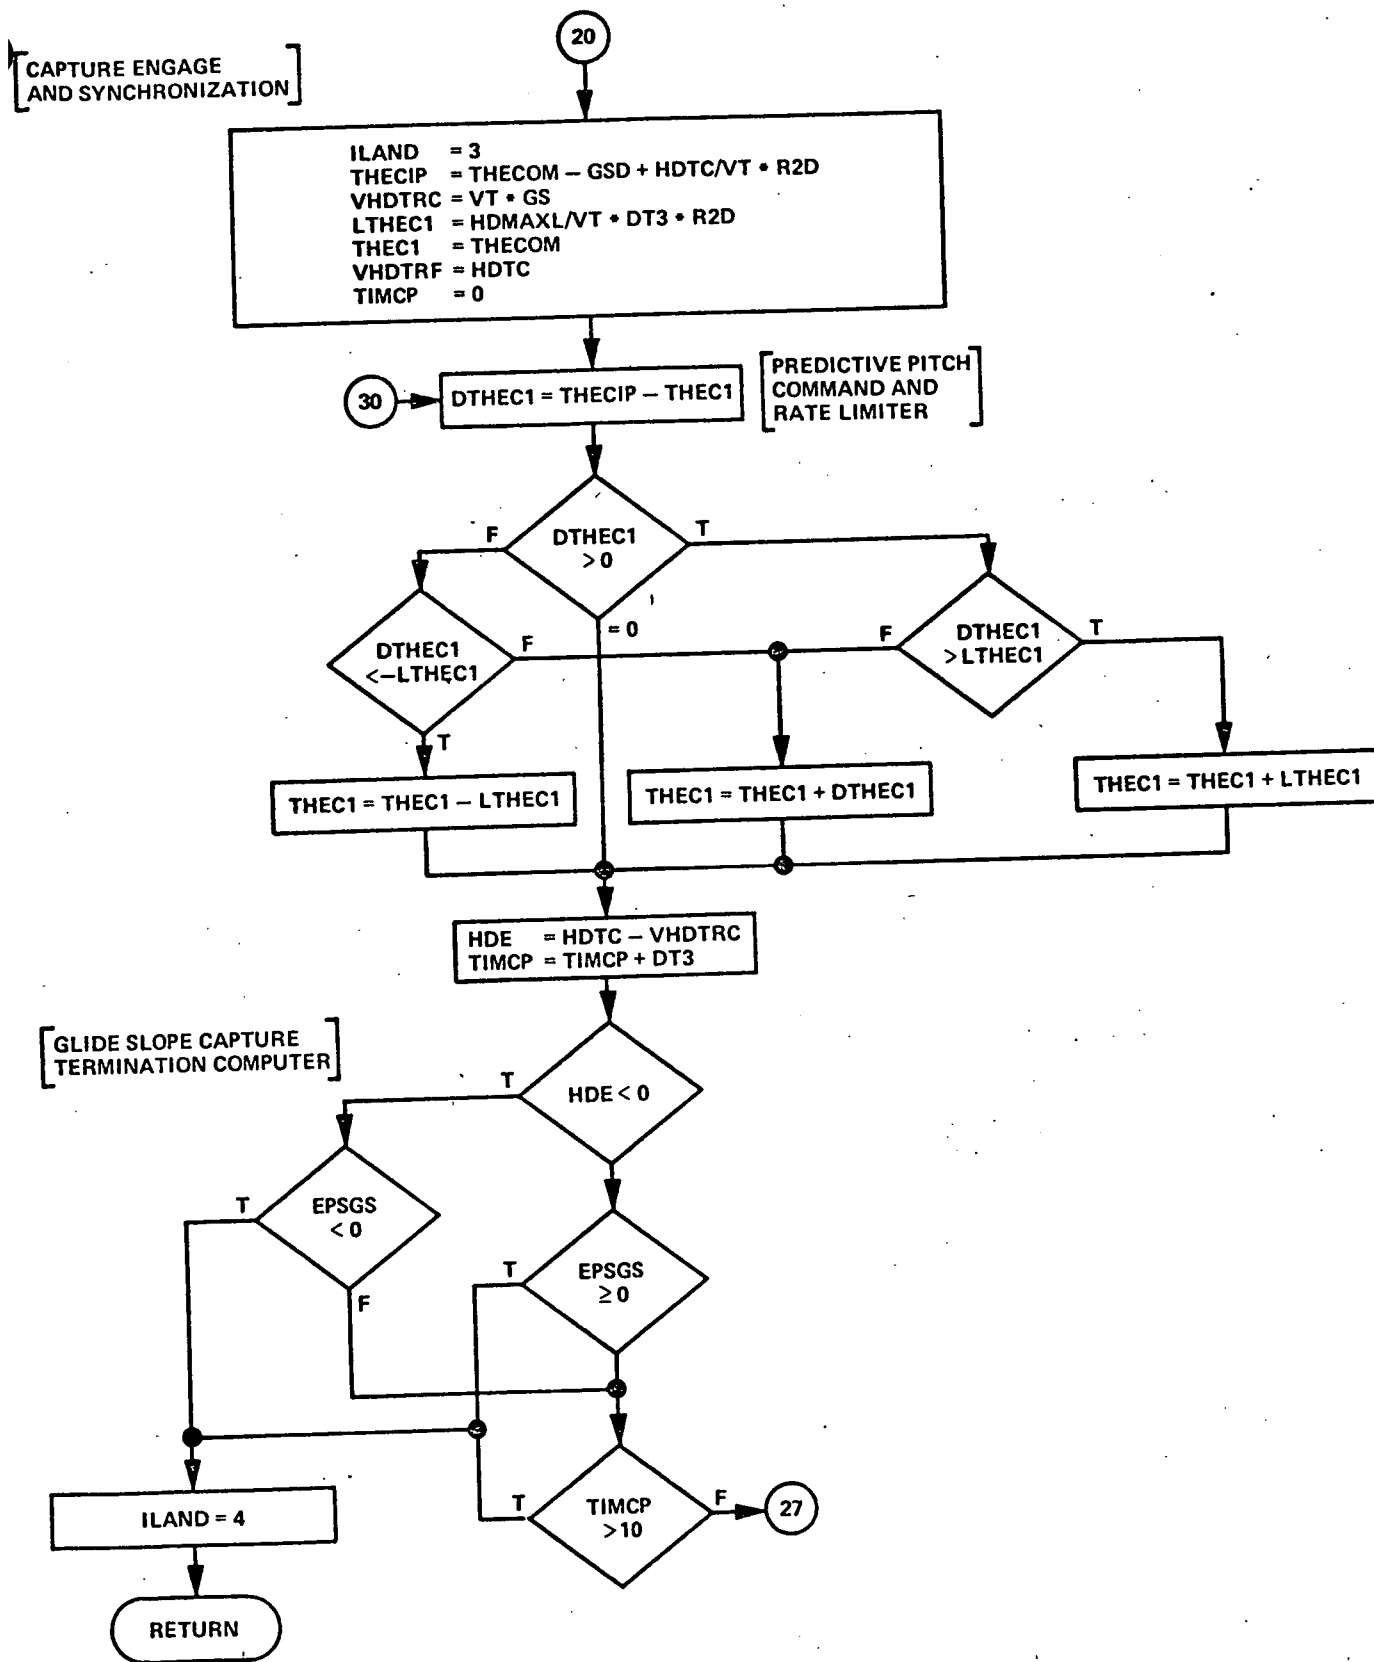 20
CAPTURE ENGAGE
AND SYNCHRONIZATION
ILAND = 3
THECIP = THECOM – GSD + HDTC/VT * R2D
VHDTRC = VT * GS
LTHEC1 = HDMAXL/VT * DT3 * R2D
THEC1 = THECOM
VHDTRF = HDTC
TIMCP = 0
30
DTHEC1 = THECIP – THEC1
PREDICTIVE PITCH
COMMAND AND
RATE LIMITER
F
DTHEC1
> 0
T
= 0
DTHEC1
<–LTHEC1
F
T
F
DTHEC1
> LTHEC1
T
THEC1 = THEC1 – LTHEC1
THEC1 = THEC1 + DTHEC1
THEC1 = THEC1 + LTHEC1
HDE = HDTC – VHDTRC
TIMCP = TIMCP + DT3
GLIDE SLOPE CAPTURE
TERMINATION COMPUTER
T
HDE < 0
T
EPSGS
< 0
F
T
EPSGS
≥ 0
T
TIMCP
> 10
F
27
ILAND = 4
RETURN